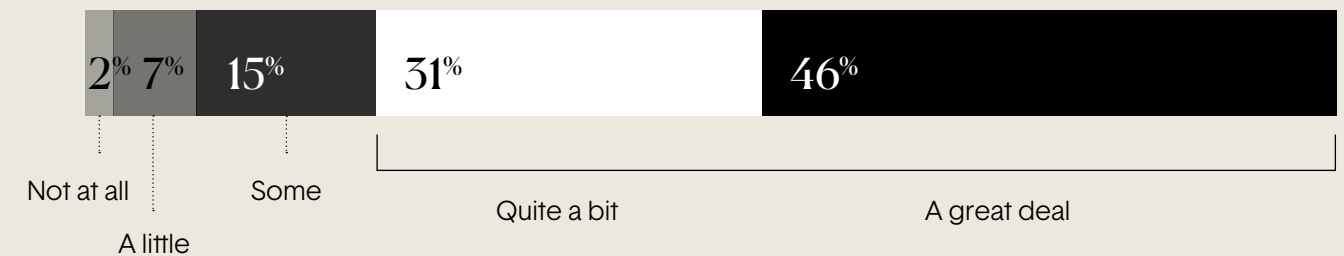 2% 7% 15% 31% 46%
Not at all Some
Quite a bit A great deal
A little